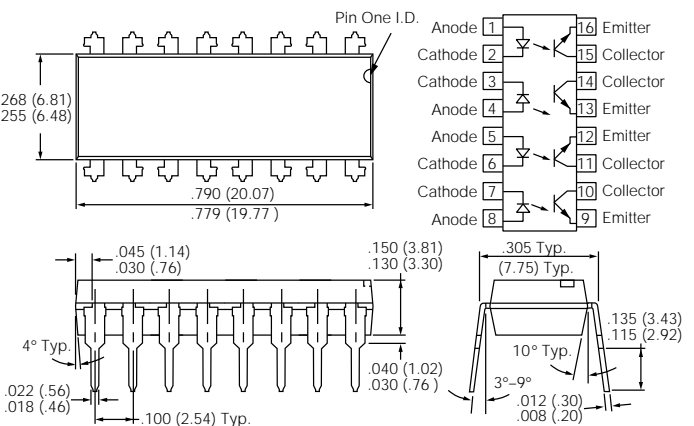 Pin One I.D.
.268 (6.81)
.255 (6.48)
.790 (20.07)
.779 (19.77 )
Anode 1
Cathode 2
Cathode 3
Anode 4
Anode 5
Cathode 6
Cathode 7
Anode 8
16 Emitter
15 Collector
14 Collector
13 Emitter
12 Emitter
11 Collector
10 Collector
9 Emitter
.045 (1.14)
.030 (.76)
.150 (3.81)
.130 (3.30)
4° Typ.
.040 (1.02)
.030 (.76 )
.022 (.56)
.018 (.46)
.100 (2.54) Typ.
.305 Typ.
(7.75) Typ.
.135 (3.43)
.115 (2.92)
10° Typ.
3°–9°
.012 (.30)
.008 (.20)